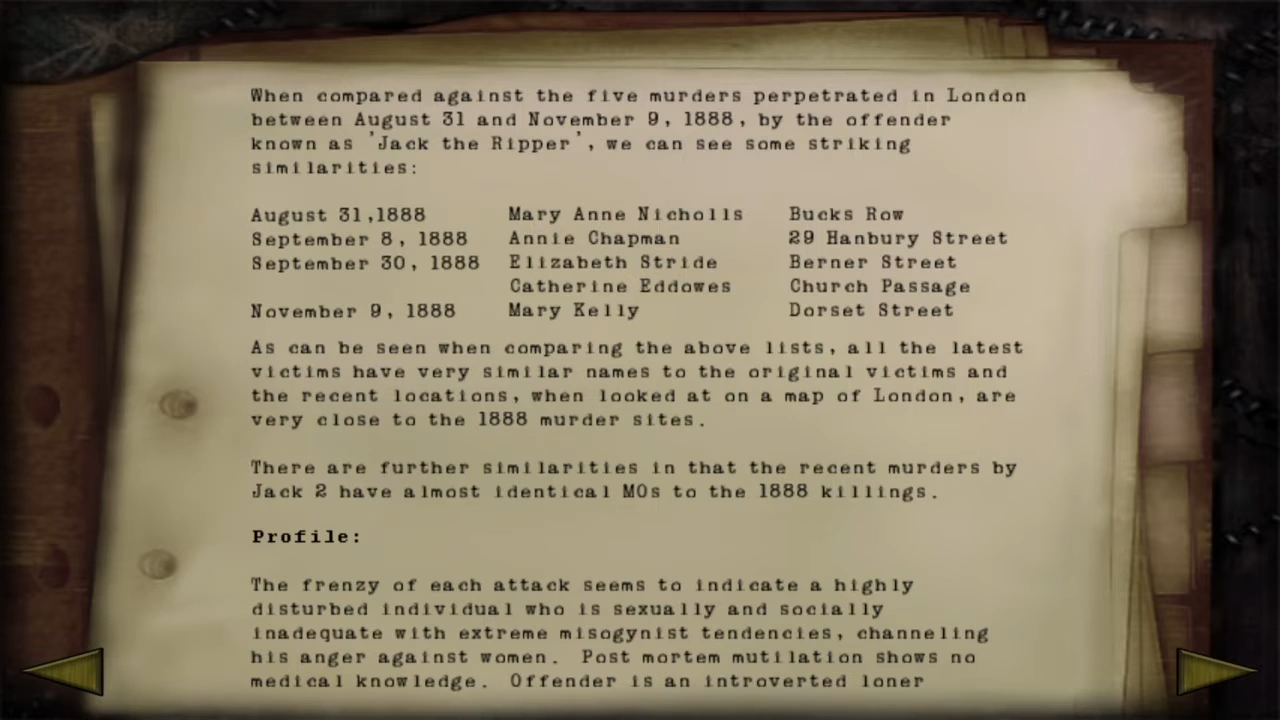 When compared against the five murders perpetrated in London
between August 31 and November 9, 1888, by the offender
known as 'Jack the Ripper', we can see some striking
similarities:
August 31,1888 Mary Anne Nicholls Bucks Row
September 8, 1888 Annie Chapman 29 Hanbury Street
September 30, 1888 Elizabeth Stride Berner Street
Catherine Eddowes Church Passage
November 9, 1888 Mary Kelly Dorset Street
As can be seen when comparing the above lists, all the latest
victims have very similar names to the original victims and
the recent locations, when looked at on a map of London, are
very close to the 1888 murder sites.
There are further similarities in that the recent murders by
Jack 2 have almost identical MOs to the 1888 killings.
Profile:
The frenzy of each attack seems to indicate a highly
disturbed individual who is sexually and socially
inadequate with extreme misogynist tendencies, channeling
his anger against women. Post mortem mutilation shows no
medical knowledge. Offender is an introverted loner